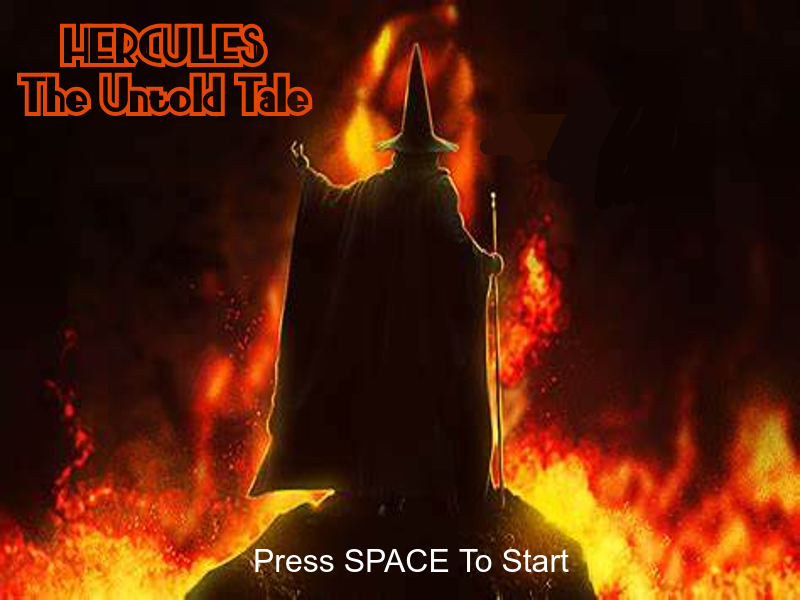 HERCULES
The Untold Tale
Press SPACE To Start